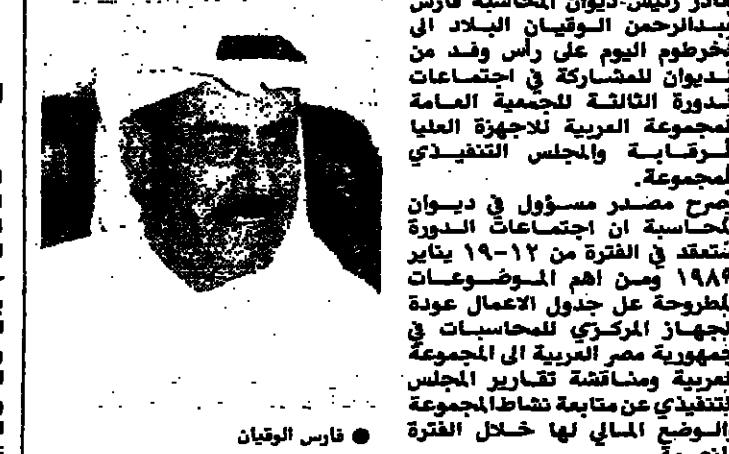 غادر رئيس ديوان المحاسبة فارس
عبدالرحمن الوقيان البلاد الى
الخرطوم اليوم على رأس وفد من
الديوان للمشاركة في اجتماعات
الدورة الثالثة للجمعية العامة
للمجموعة العربية للاجهزة العليا
للرقابة والمجلس التنفيذي
للمجموعة.
وصرح مصدر مسؤول في ديوان
المحاسبة ان اجتماعات الدورة
ستعقد في الفترة من ١٢-١٩ يناير
١٩٨٩ ومن اهم الموضوعات
المطروحة عل جدول الاعمال عودة
الجهاز المركزي للمحاسبات في
جمهورية مصر العربية الى المجموعة
العربية ومناقشة تقارير المجلس
التنفيذي عن متابعة نشاط المجموعة
والوضع المالي لها خلال الفترة
فارس الوقيان